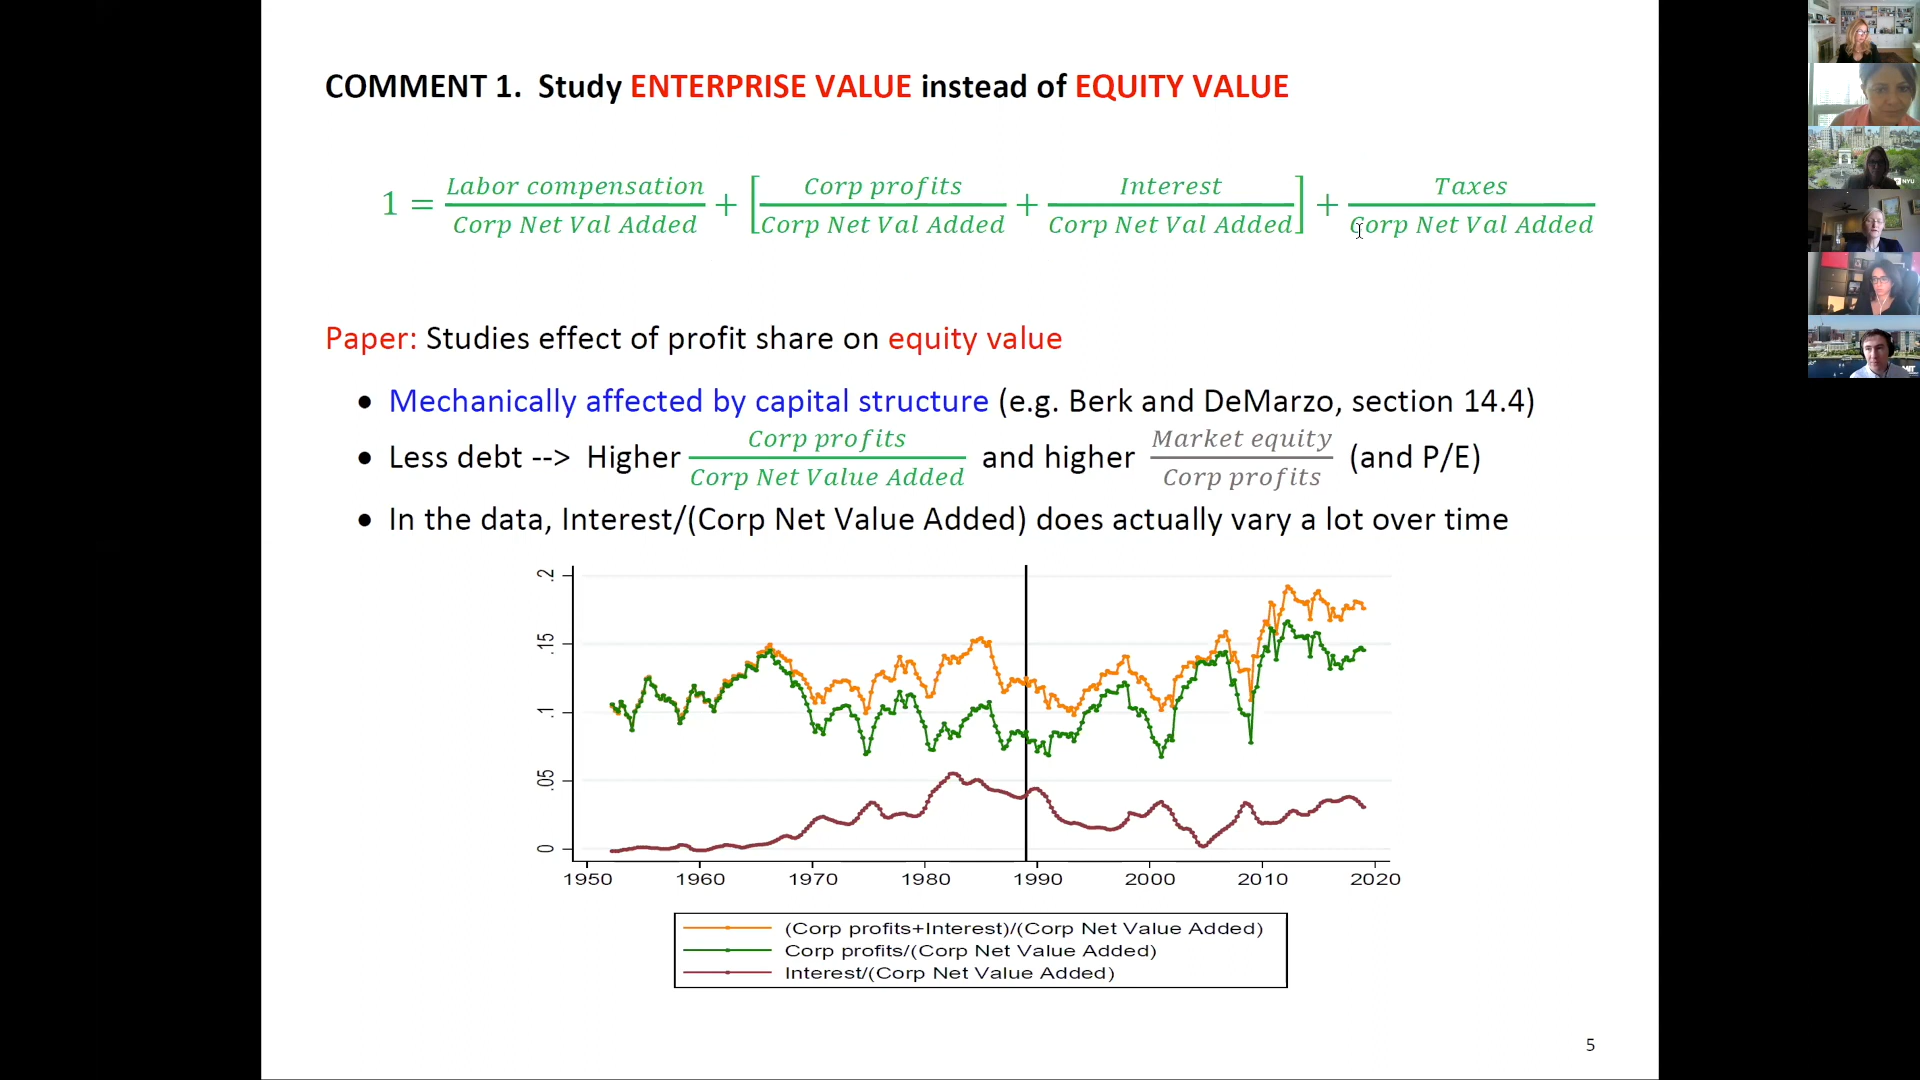 COMMENT 1. Study ENTERPRISE VALUE instead of EQUITY VALUE
1 = Labor compensation / Corp Net Val Added + [Corp profits / Corp Net Val Added + Interest / Corp Net Val Added] + Taxes / Corp Net Val Added
Paper: Studies effect of profit share on equity value
• Mechanically affected by capital structure (e.g. Berk and DeMarzo, section 14.4)
• Less debt --> Higher Corp profits / Corp Net Value Added and higher Market equity / Corp profits (and P/E)
• In the data, Interest/(Corp Net Value Added) does actually vary a lot over time
.2
.15
.1
.05
0
1950 1960 1970 1980 1990 2000 2010 2020
(Corp profits+Interest)/(Corp Net Value Added)
Corp profits/(Corp Net Value Added)
Interest/(Corp Net Value Added)
5
NYU